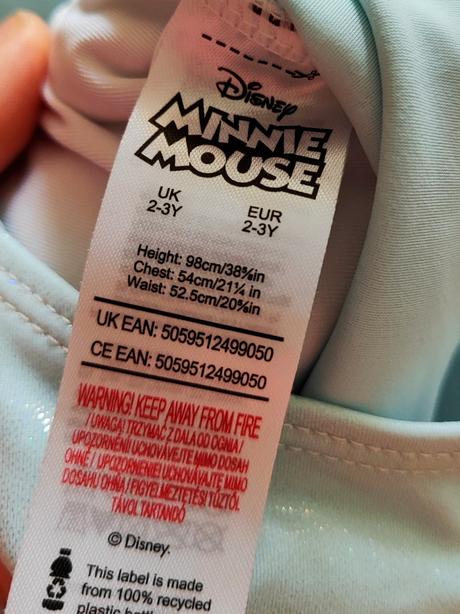 Disney
MINNIE
MOUSE
UK
2-3Y
EUR
2-3Y
Height: 98cm/38⅝in
Chest: 54cm/21¼ in
Waist: 52.5cm/20⅝in
UK EAN: 5059512499050
CE EAN: 5059512499050
WARNING! KEEP AWAY FROM FIRE
/ UWAGA! TRZYMAĆ Z DALA OD OGNIA /
UPOZORNĚNÍ! UCHOVÁVEJTE MIMO DOSAH
OHNĚ / UPOZORNENIE! UCHOVÁVAJTE MIMO
DOSAHU OHŇA / FIGYELMEZTETÉS! TŰZTŐL
TÁVOL TARTANDÓ
© Disney.
This label is made
from 100% recycled
plastic